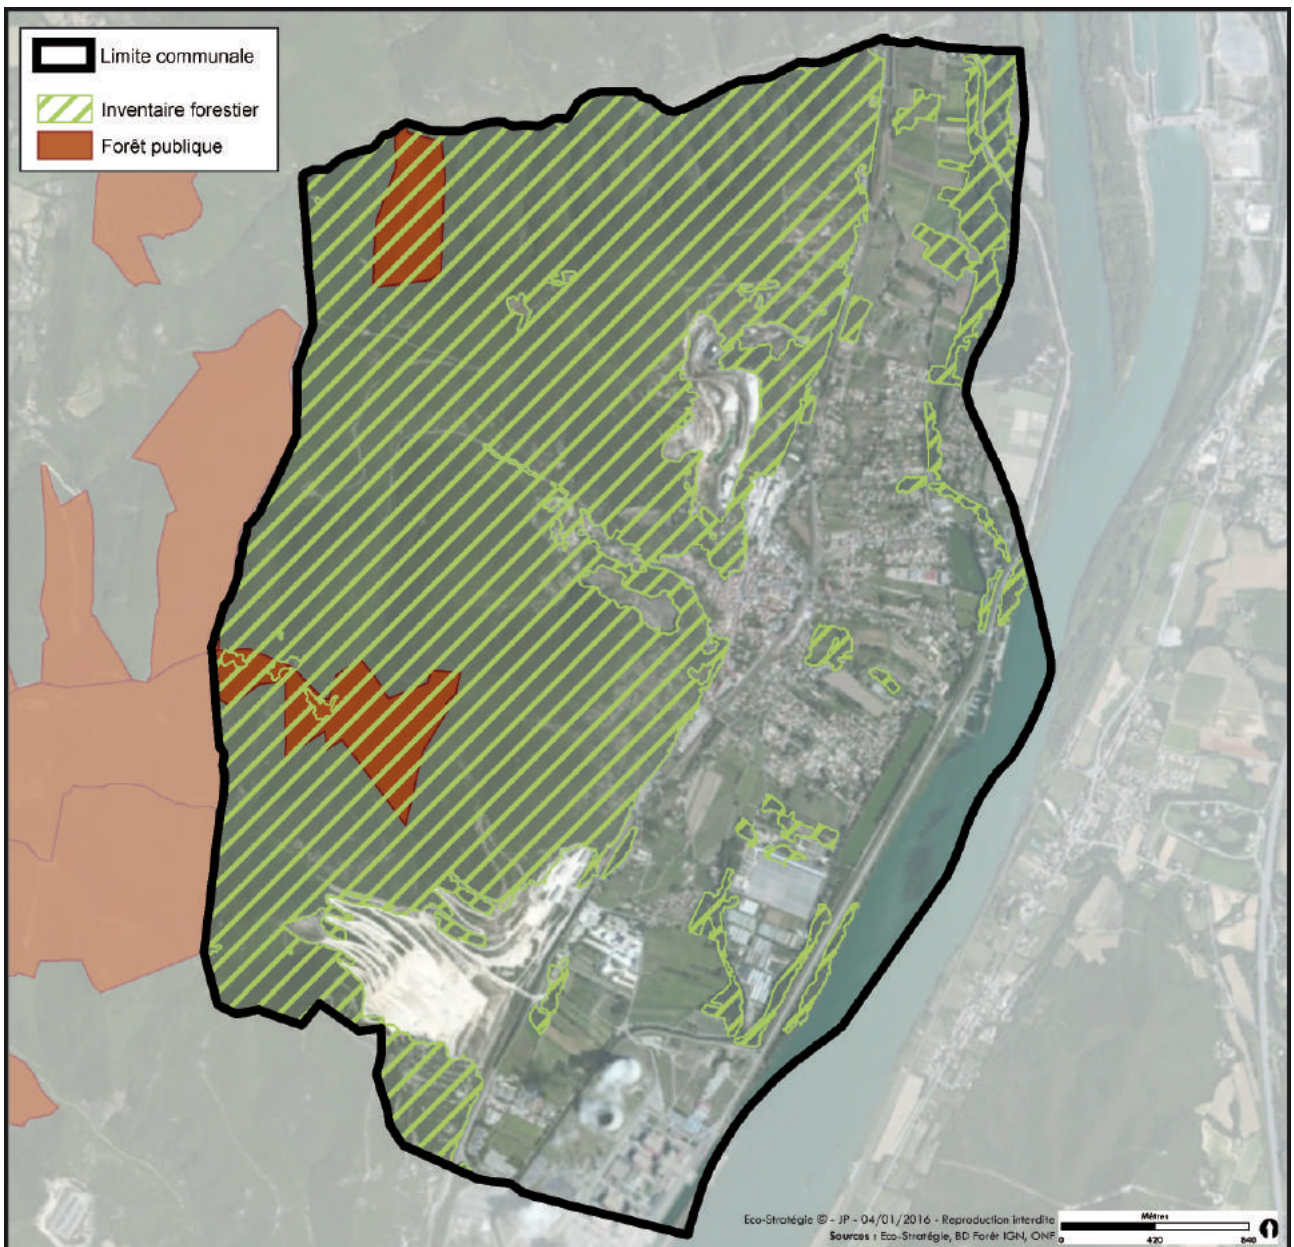 Limite communale
Inventaire forestier
Forêt publique
Eco-Stratégie © - JP - 04/01/2016 - Reproduction interdite
Sources : Eco-Stratégie, BD Forêt IGN, ONF
Mètres
0 420 840